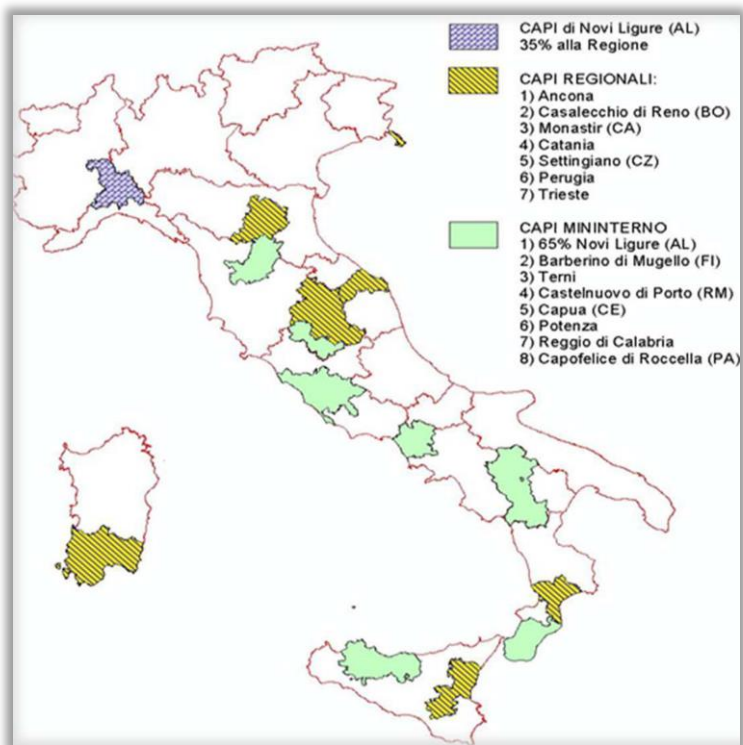 CAPI di Novi Ligure (AL)
35% alla Regione
CAPI REGIONALI:
1) Ancona
2) Casalecchio di Reno (BO)
3) Monastir (CA)
4) Catania
5) Settingiano (CZ)
6) Perugia
7) Trieste
CAPI MININTERNO
1) 65% Novi Ligure (AL)
2) Barberino di Mugello (FI)
3) Terni
4) Castelnuovo di Porto (RM)
5) Capua (CE)
6) Potenza
7) Reggio di Calabria
8) Capofelice di Roccella (PA)